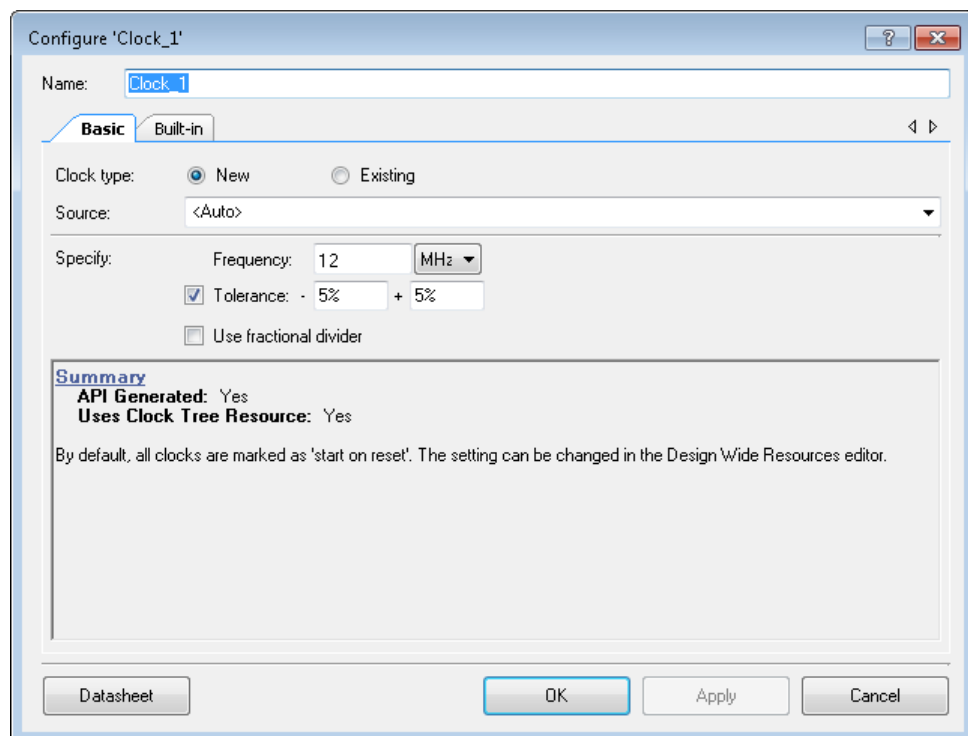 Configure 'Clock_1'
Name: Clock_1
Basic Built-in
Clock type: New Existing
Source: <Auto>
Specify: Frequency: 12 MHz
Tolerance: - 5% + 5%
Use fractional divider
Summary
API Generated: Yes
Uses Clock Tree Resource: Yes
By default, all clocks are marked as 'start on reset'. The setting can be changed in the Design Wide Resources editor.
Datasheet OK Apply Cancel